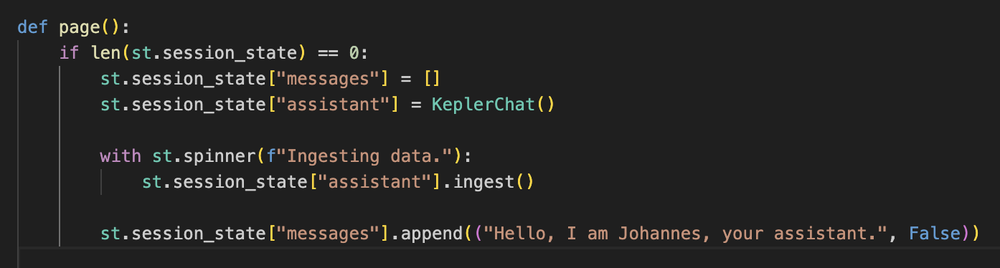 def page():
    if len(st.session_state) == 0:
        st.session_state["messages"] = []
        st.session_state["assistant"] = KeplerChat()

        with st.spinner(f"Ingesting data."):
            st.session_state["assistant"].ingest()

        st.session_state["messages"].append(("Hello, I am Johannes, your assistant.", False))